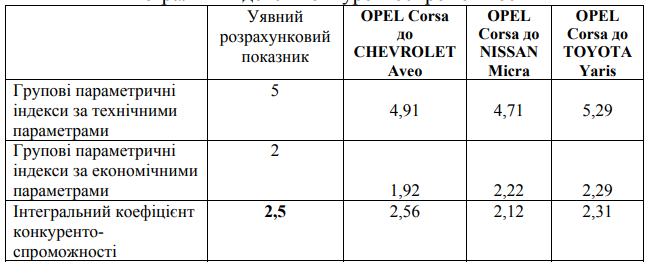 Уявний
розрахунковий
показник
OPEL Corsa
до
CHEVROLET
Aveo
OPEL
Corsa до
NISSAN
Micra
OPEL
Corsa до
TOYOTA
Yaris
Групові параметричні
індекси за технічними
параметрами
5
4,91
4,71
5,29
Групові параметричні
індекси за економічними
параметрами
2
1,92
2,22
2,29
Інтегральний коефіцієнт
конкуренто-
спроможності
2,5
2,56
2,12
2,31